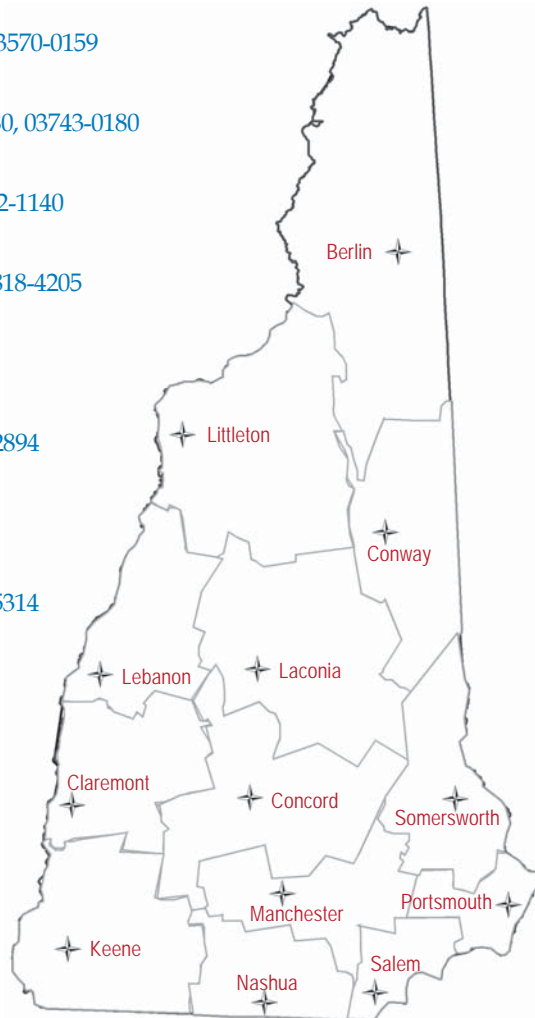 3570-0159
0, 03743-0180
2-1140
318-4205
2894
5314
Berlin
Littleton
Conway
Lebanon
Laconia
Claremont
Concord
Somersworth
Manchester
Portsmouth
Keene
Nashua
Salem